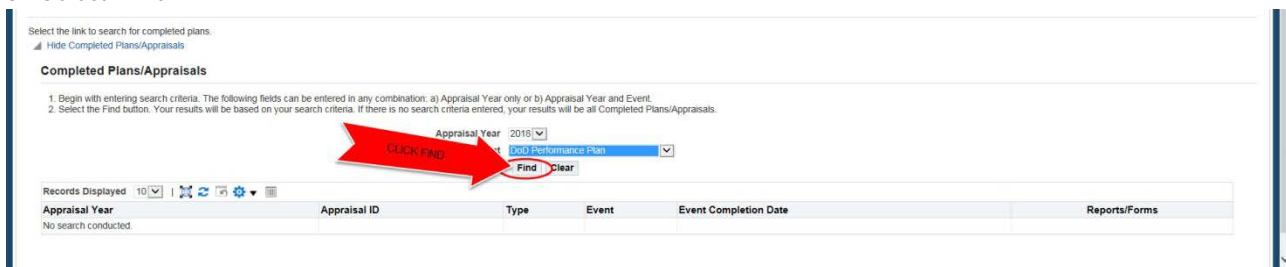 Select the link to search for completed plans.
Hide Completed Plans/Appraisals
Completed Plans/Appraisals
1. Begin with entering search criteria. The following fields can be entered in any combination: a) Appraisal Year only or b) Appraisal Year and Event.
2. Select the Find button. Your results will be based on your search criteria. If there is no search criteria entered, your results will be all Completed Plans/Appraisals.
Appraisal Year 2018
CLICK FIND
DoD Performance Plan
Find Clear
Records Displayed 10
Appraisal Year Appraisal ID Type Event Event Completion Date Reports/Forms
No search conducted.